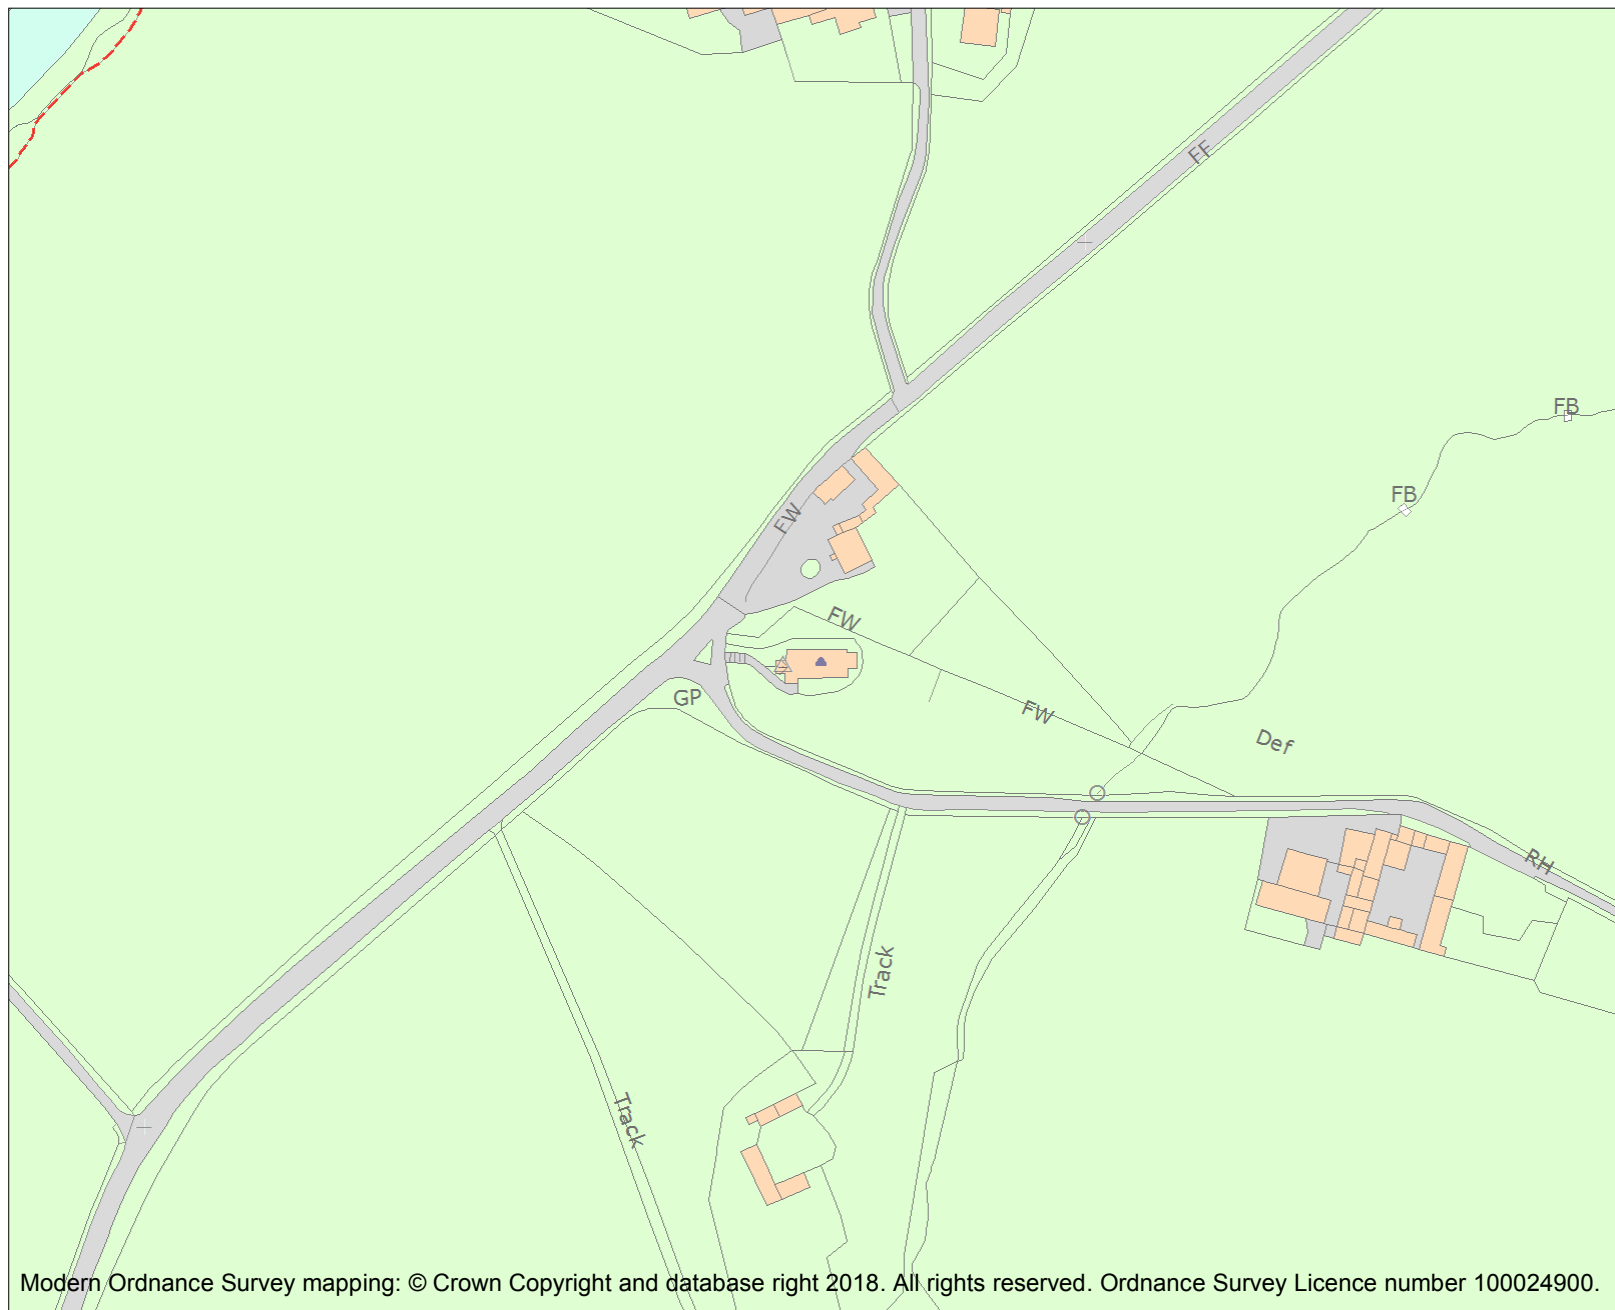 FF
FB
FB
FW
FW
GP
FW
Def
RH
Track
Track
Modern Ordnance Survey mapping: © Crown Copyright and database right 2018. All rights reserved. Ordnance Survey Licence number 100024900.